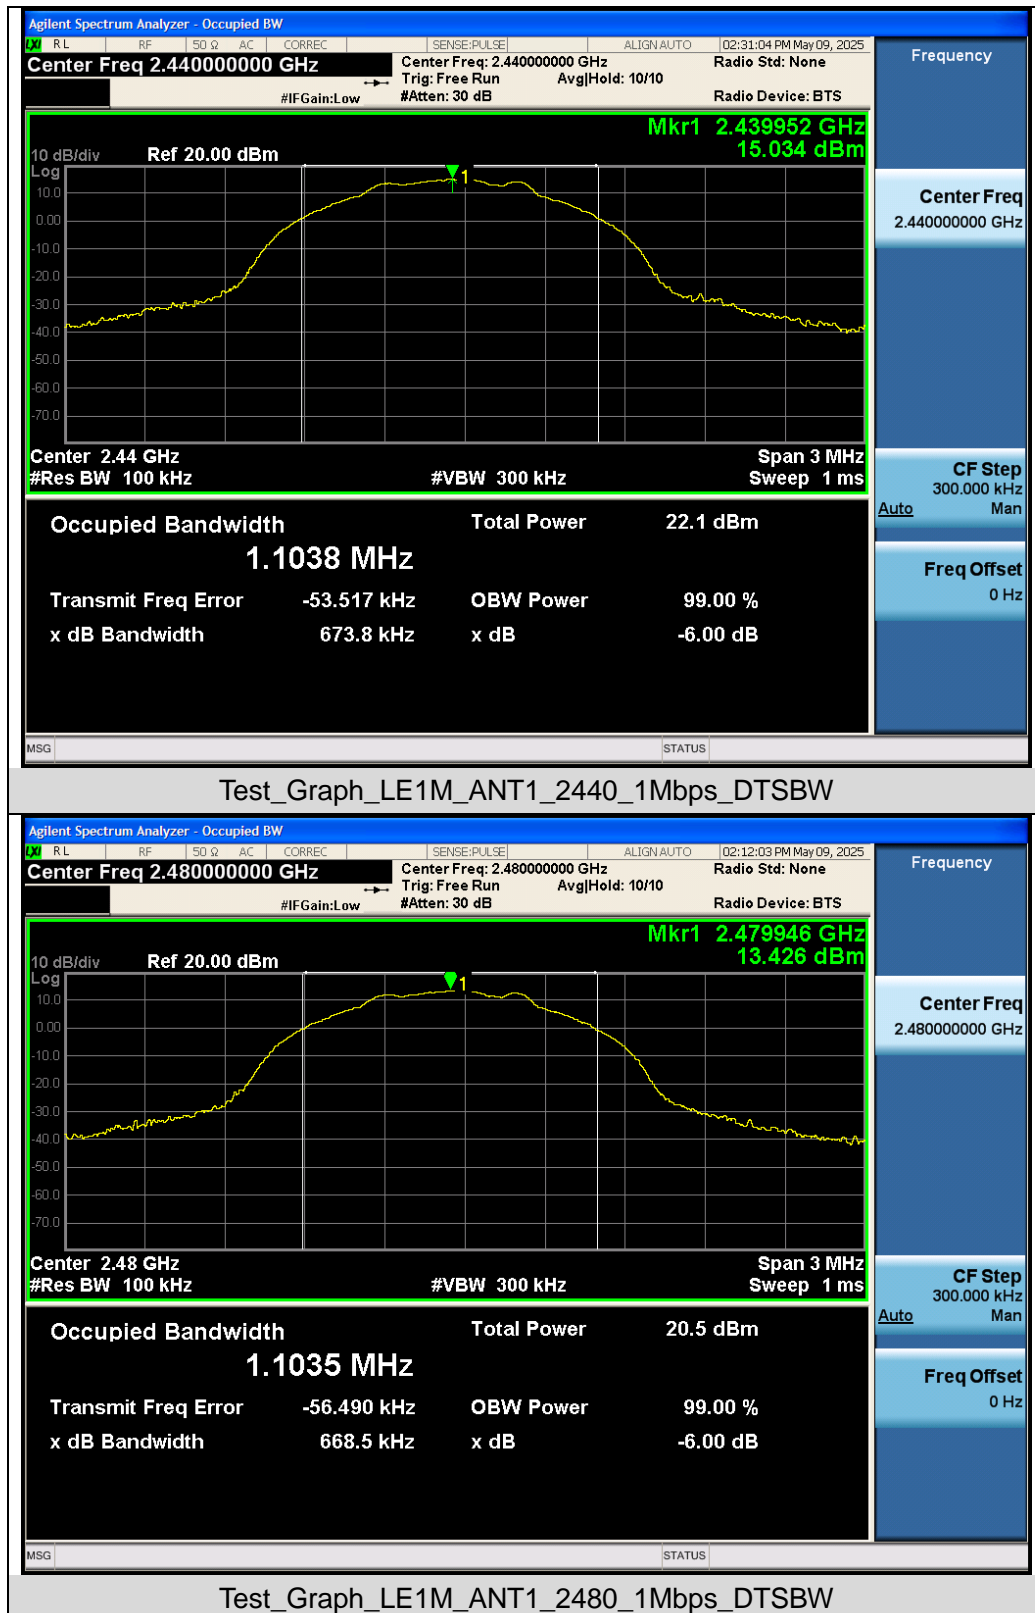 Agilent Spectrum Analyzer - Occupied BW
LXI RL RF 50 Ω AC CORREC SENSE:PULSE ALIGN AUTO 02:31:04 PM May 09, 2025
Center Freq 2.440000000 GHz
Center Freq: 2.440000000 GHz
Radio Std: None
Trig: Free Run Avg|Hold: 10/10
#IFGain:Low
#Atten: 30 dB
Radio Device: BTS
Mkr1 2.439952 GHz
15.034 dBm
10 dB/div Ref 20.00 dBm
Log
10.0
0.00
-10.0
-20.0
-30.0
-40.0
-50.0
-60.0
-70.0
1
Center 2.44 GHz Span 3 MHz
#Res BW 100 kHz #VBW 300 kHz Sweep 1 ms
Occupied Bandwidth Total Power 22.1 dBm
1.1038 MHz
Transmit Freq Error -53.517 kHz OBW Power 99.00 %
x dB Bandwidth 673.8 kHz x dB -6.00 dB
MSG STATUS
Frequency
Center Freq
2.440000000 GHz
CF Step
300.000 kHz
Auto Man
Freq Offset
0 Hz
Test_Graph_LE1M_ANT1_2440_1Mbps_DTSBW
Agilent Spectrum Analyzer - Occupied BW
LXI RL RF 50 Ω AC CORREC SENSE:PULSE ALIGN AUTO 02:12:03 PM May 09, 2025
Center Freq 2.480000000 GHz
Center Freq: 2.480000000 GHz
Radio Std: None
Trig: Free Run Avg|Hold: 10/10
#IFGain:Low
#Atten: 30 dB
Radio Device: BTS
Mkr1 2.479946 GHz
13.426 dBm
10 dB/div Ref 20.00 dBm
Log
10.0
0.00
-10.0
-20.0
-30.0
-40.0
-50.0
-60.0
-70.0
1
Center 2.48 GHz Span 3 MHz
#Res BW 100 kHz #VBW 300 kHz Sweep 1 ms
Occupied Bandwidth Total Power 20.5 dBm
1.1035 MHz
Transmit Freq Error -56.490 kHz OBW Power 99.00 %
x dB Bandwidth 668.5 kHz x dB -6.00 dB
MSG STATUS
Frequency
Center Freq
2.480000000 GHz
CF Step
300.000 kHz
Auto Man
Freq Offset
0 Hz
Test_Graph_LE1M_ANT1_2480_1Mbps_DTSBW